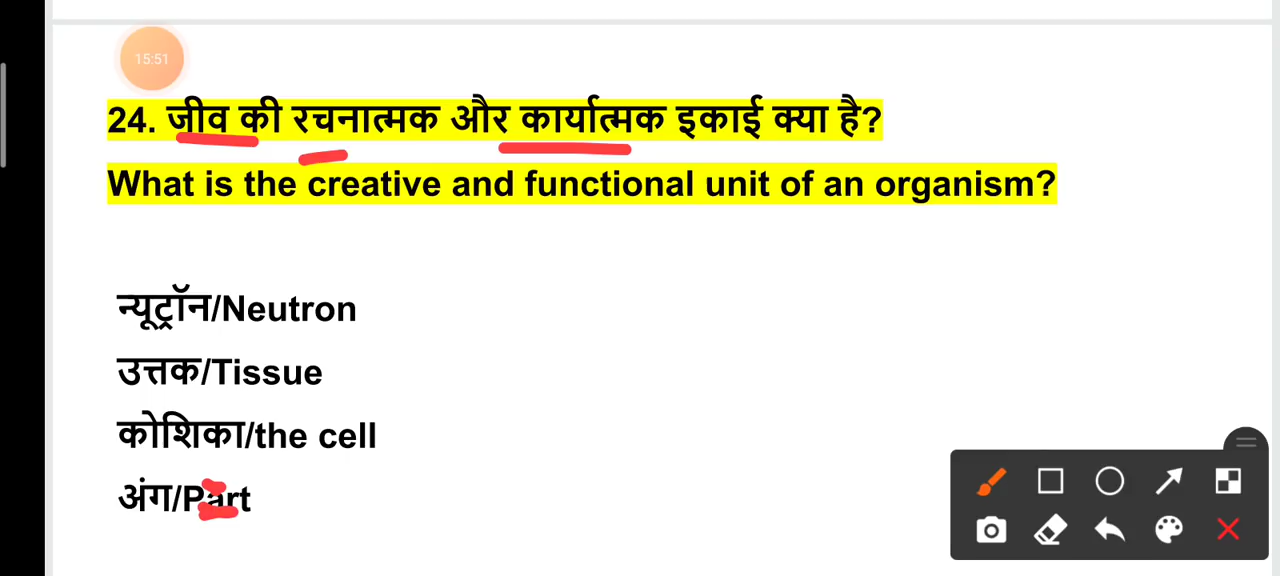 15:51
24. जीव की रचनात्मक और कार्यात्मक इकाई क्या है?
What is the creative and functional unit of an organism?
न्यूट्रॉन/Neutron
उत्तक/Tissue
कोशिका/the cell
अंग/Part